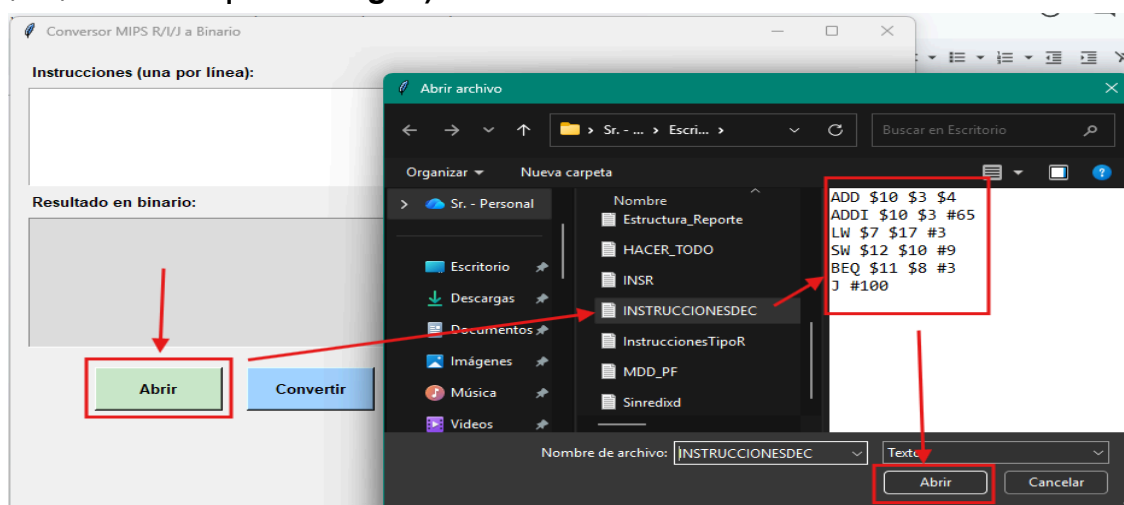 Conversor MIPS R/I/J a Binario
Instrucciones (una por línea):
Resultado en binario:
Abrir
Convertir
Abrir archivo
Sr. - ... > Escri... >
Buscar en Escritorio
Organizar
Nueva carpeta
Sr. - Personal
Escritorio
Descargas
Documentos
Imágenes
Música
Videos
Nombre
Estructura_Reporte
HACER_TODO
INSR
INSTRUCCIONESDEC
InstruccionesTipoR
MDD_PF
Sinredixd
ADD $10 $3 $4
ADDI $10 $3 #65
LW $7 $17 #3
SW $12 $10 #9
BEQ $11 $8 #3
J #100
Nombre de archivo: INSTRUCCIONESDEC
Texto
Abrir
Cancelar